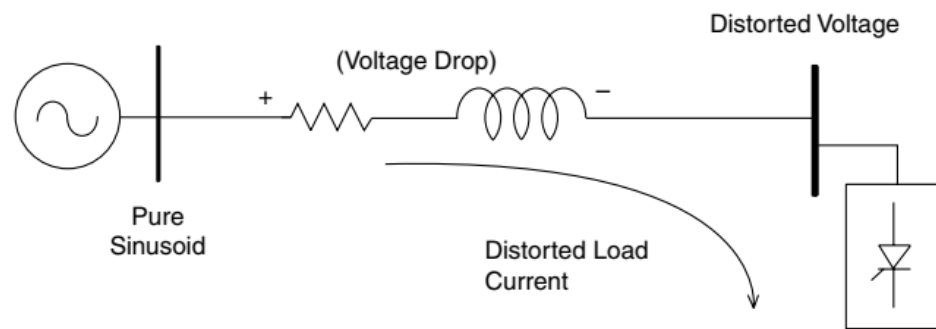 Distorted Voltage
(Voltage Drop)
+
−
Pure
Sinusoid
Distorted Load
Current